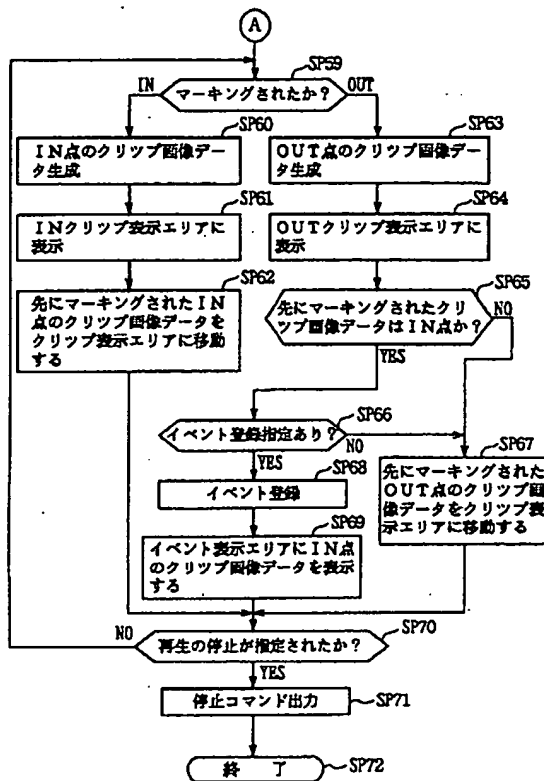 A
SP59
IN
マーキングされたか?
OUT
SP60
IN点のクリツプ画像デー
タ生成
SP63
OUT点のクリツプ画像デー
タ生成
SP61
INクリツプ表示エリアに
表示
SP64
OUTクリツプ表示エリアに
表示
SP62
先にマーキングされたIN
点のクリツプ画像データを
クリツプ表示エリアに移動
する
SP65
先にマーキングされたクリ
ツプ画像データはIN点か?
NO
YES
SP66
イベント登録指定あり?
NO
YES
SP67
先にマーキングされた
OUT点のクリツプ画
像データをクリツプ表
示エリアに移動する
SP68
イベント登録
SP69
イベント表示エリアにIN点
のクリツプ画像データを表示
する
NO
再生の停止が指定されたか?
SP70
YES
停止コマンド出力
SP71
終 了
SP72